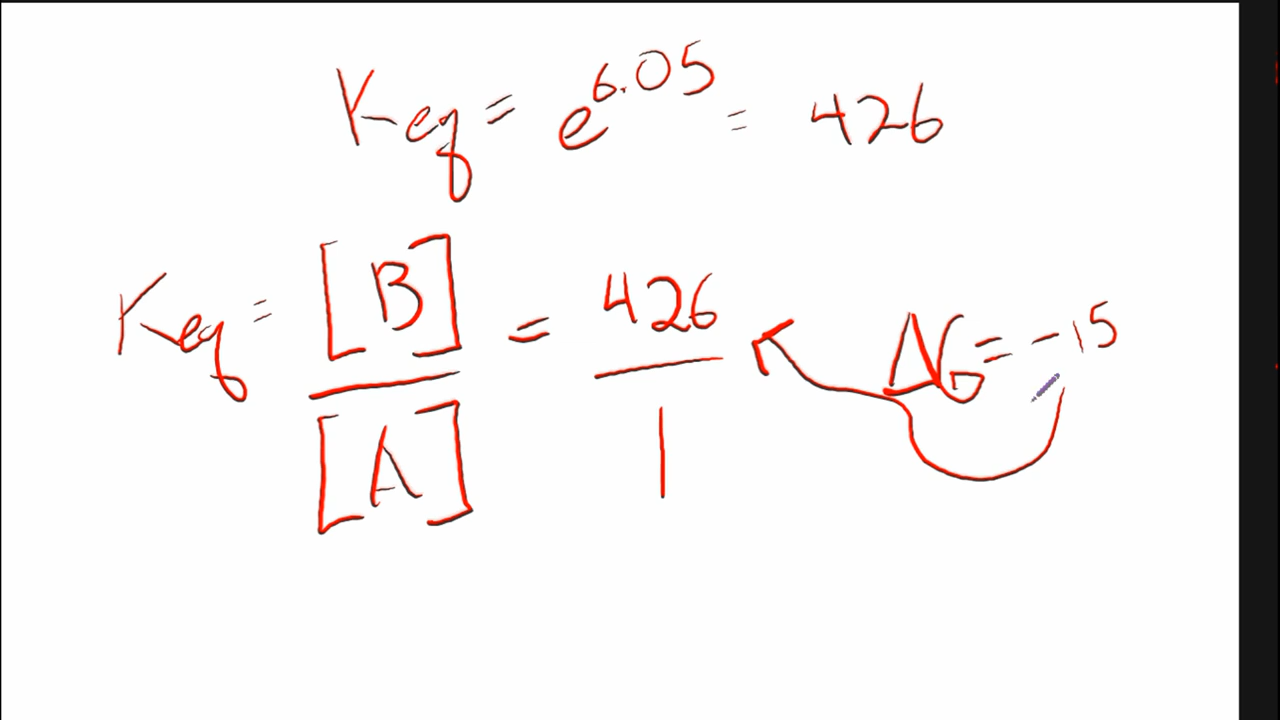 Keq = e^6.05 = 426
Keq = [B] / [A] = 426 / 1 ΔG = -15